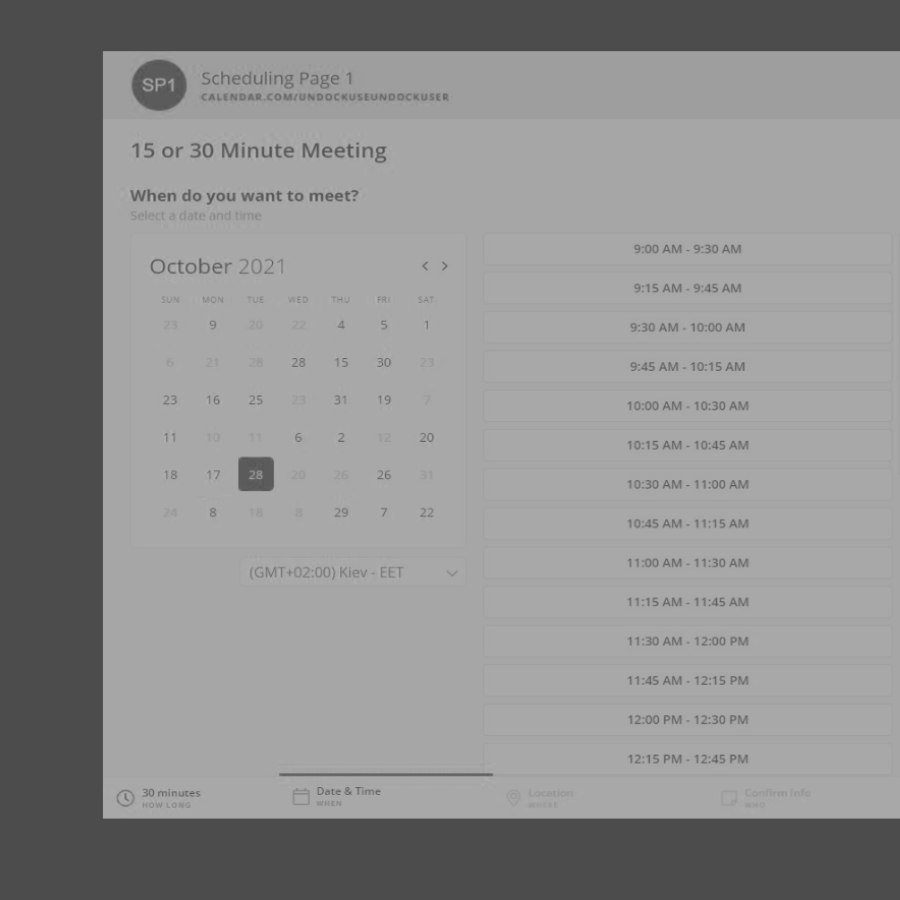 SP1
Scheduling Page 1
CALENDAR.COM/UNDOCKUSEUNDOCKUSER
15 or 30 Minute Meeting
When do you want to meet?
Select a date and time
October 2021
SUN MON TUE WED THU FRI SAT
23 9 20 22 4 5 1
6 21 28 28 15 30 23
23 16 25 23 31 19 7
11 10 11 6 2 12 20
18 17 28 20 26 26 31
24 8 18 8 29 7 22
(GMT+02:00) Kiev - EET
9:00 AM - 9:30 AM
9:15 AM - 9:45 AM
9:30 AM - 10:00 AM
9:45 AM - 10:15 AM
10:00 AM - 10:30 AM
10:15 AM - 10:45 AM
10:30 AM - 11:00 AM
10:45 AM - 11:15 AM
11:00 AM - 11:30 AM
11:15 AM - 11:45 AM
11:30 AM - 12:00 PM
11:45 AM - 12:15 PM
12:00 PM - 12:30 PM
12:15 PM - 12:45 PM
30 minutes
HOW LONG
Date & Time
WHEN
Location
WHERE
Confirm Info
WHO